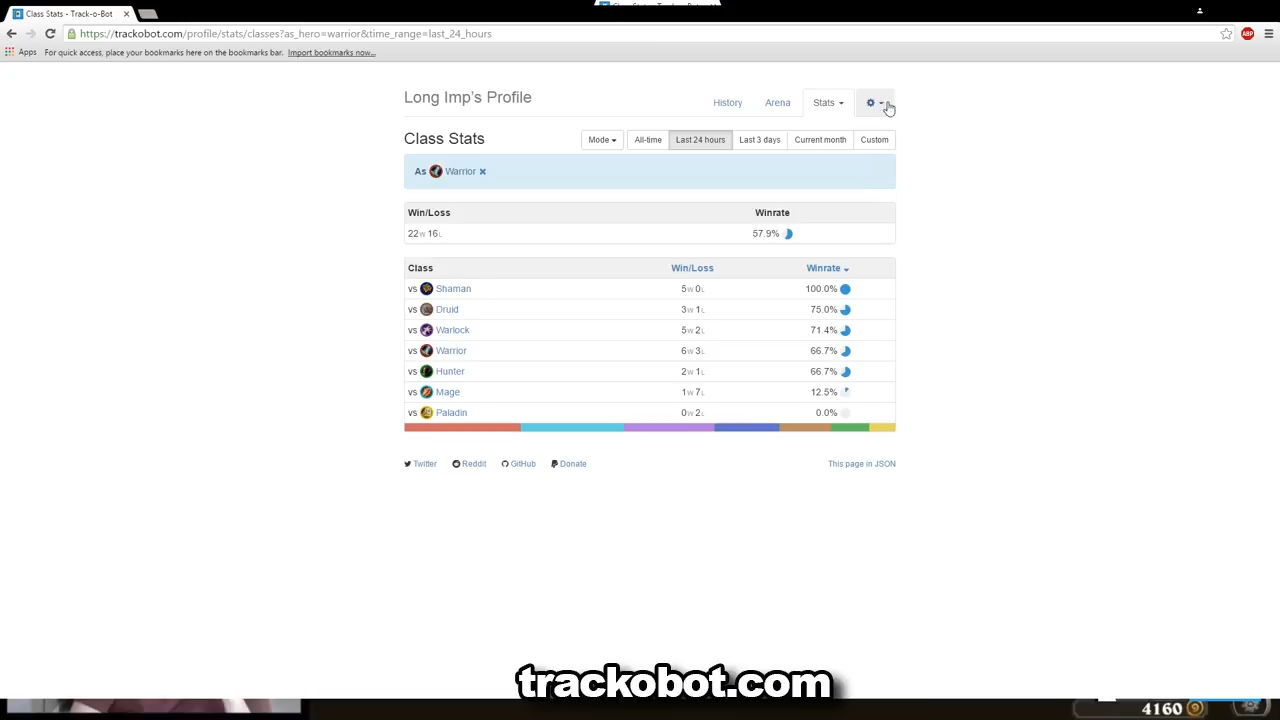 Class Stats - Track-o-Bot
https://trackobot.com/profile/stats/classes?as_hero=warrior&time_range=last_24_hours
ABP
Apps For quick access, place your bookmarks here on the bookmarks bar. Import bookmarks now...
Long Imp's Profile
History Arena Stats
Class Stats
Mode All-time Last 24 hours Last 3 days Current month Custom
As Warrior
Win/Loss Winrate
22W 16L 57.9%
Class Win/Loss Winrate
vs Shaman 5W 0L 100.0%
vs Druid 3W 1L 75.0%
vs Warlock 5W 2L 71.4%
vs Warrior 6W 3L 66.7%
vs Hunter 2W 1L 66.7%
vs Mage 1W 7L 12.5%
vs Paladin 0W 2L 0.0%
Twitter Reddit GitHub Donate This page in JSON
trackobot.com
4160